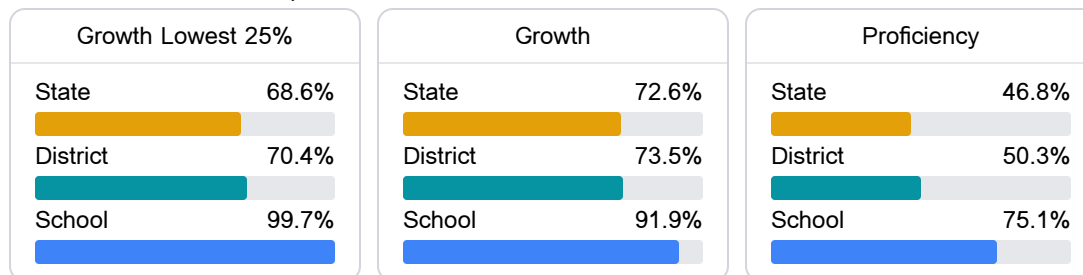 Growth Lowest 25%
State 68.6%
District 70.4%
School 99.7%
Growth
State 72.6%
District 73.5%
School 91.9%
Proficiency
State 46.8%
District 50.3%
School 75.1%